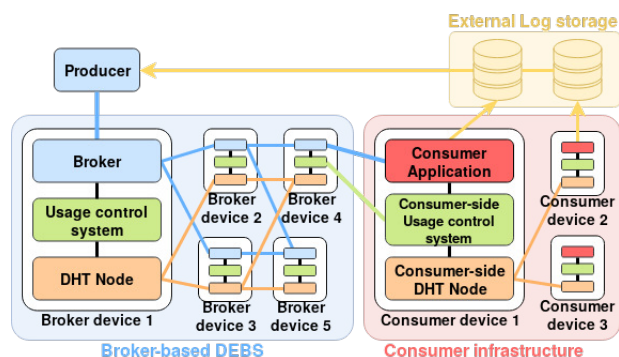 External Log storage
Producer
Broker
Usage control
system
DHT Node
Broker device 1
Broker
device 2
Broker
device 4
Broker
device 3
Broker
device 5
Broker-based DEBS
Consumer
Application
Consumer-side
Usage control
system
Consumer-side
DHT Node
Consumer device 1
Consumer
device 2
Consumer
device 3
Consumer infrastructure